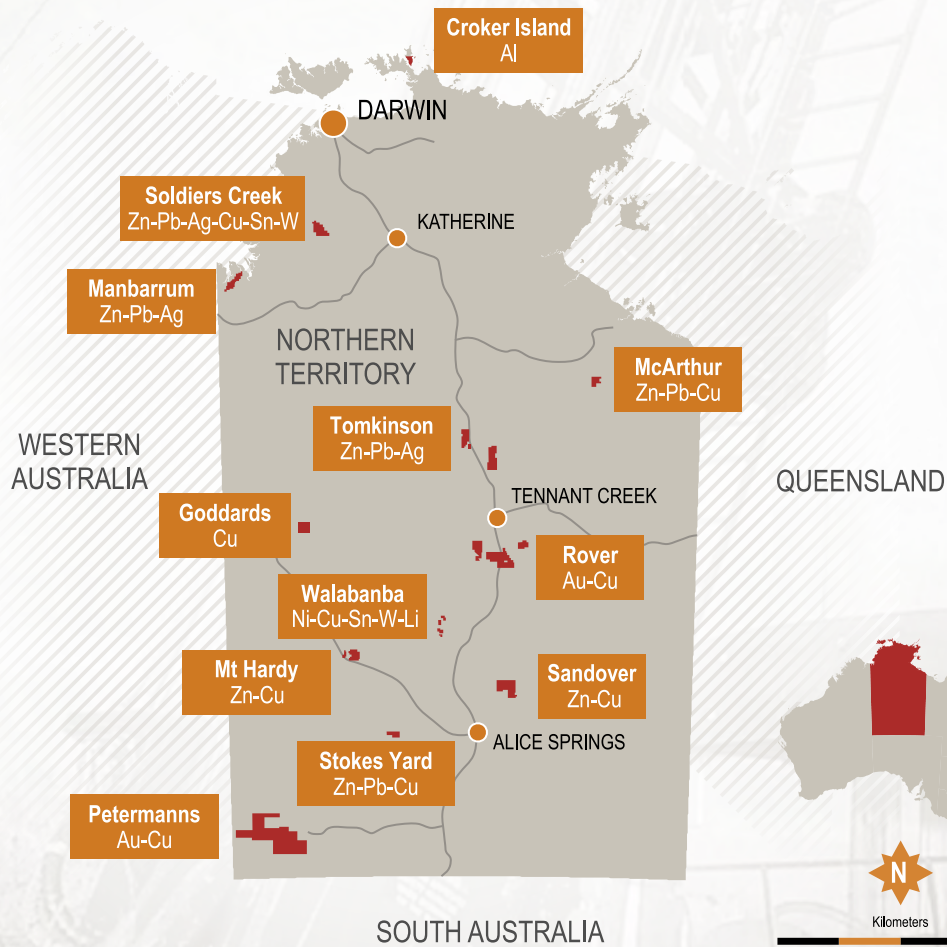 Croker Island
Al
DARWIN
Soldiers Creek
Zn-Pb-Ag-Cu-Sn-W
KATHERINE
Manbarrum
Zn-Pb-Ag
NORTHERN
TERRITORY
McArthur
Zn-Pb-Cu
Tomkinson
Zn-Pb-Ag
WESTERN
AUSTRALIA
QUEENSLAND
TENNANT CREEK
Goddards
Cu
Rover
Au-Cu
Walabanba
Ni-Cu-Sn-W-Li
Mt Hardy
Zn-Cu
Sandover
Zn-Cu
ALICE SPRINGS
Stokes Yard
Zn-Pb-Cu
Petermanns
Au-Cu
N
Kilometers
SOUTH AUSTRALIA